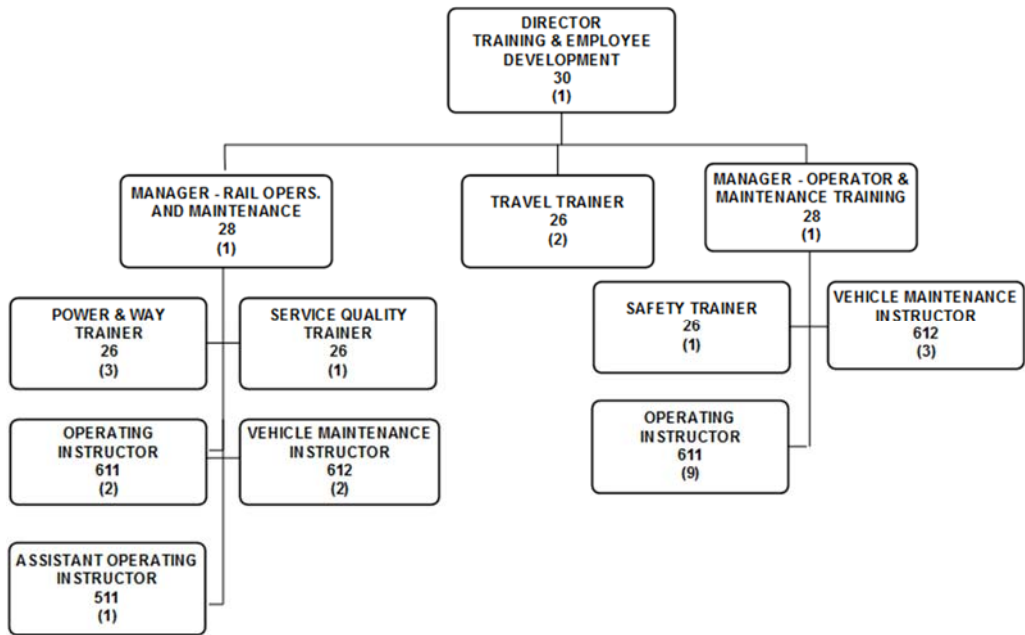 DIRECTOR
TRAINING & EMPLOYEE
DEVELOPMENT
30
(1)
MANAGER - RAIL OPERS.
AND MAINTENANCE
28
(1)
TRAVEL TRAINER
26
(2)
MANAGER - OPERATOR &
MAINTENANCE TRAINING
28
(1)
POWER & WAY
TRAINER
26
(3)
SERVICE QUALITY
TRAINER
26
(1)
SAFETY TRAINER
26
(1)
VEHICLE MAINTENANCE
INSTRUCTOR
612
(3)
OPERATING
INSTRUCTOR
611
(2)
VEHICLE MAINTENANCE
INSTRUCTOR
612
(2)
OPERATING
INSTRUCTOR
611
(9)
ASSISTANT OPERATING
INSTRUCTOR
511
(1)